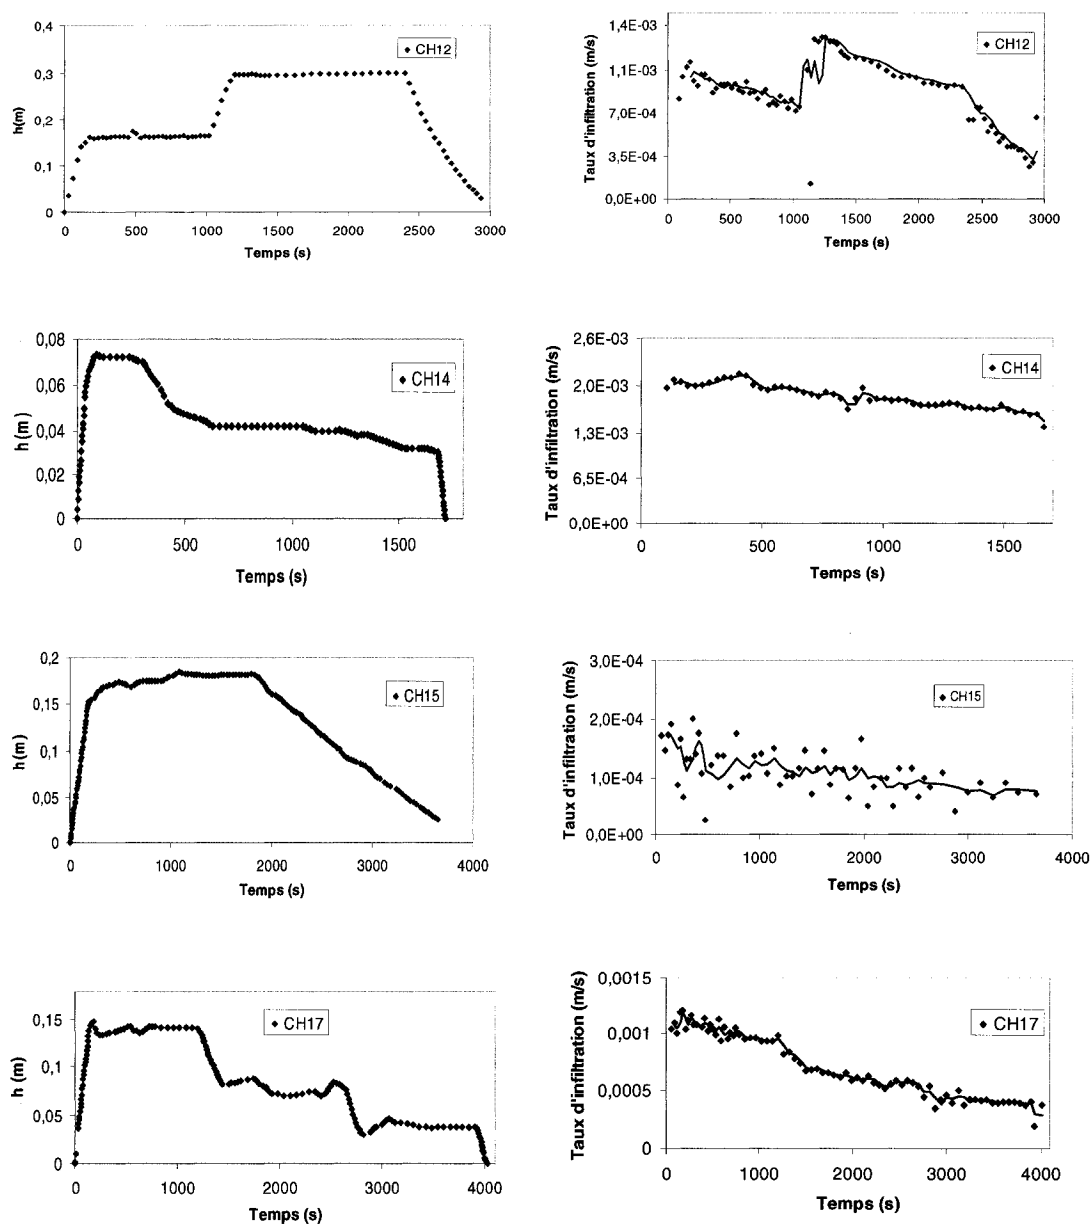 0,4
0,3
0,2
0,1
0
h(m)
CH12
0 500 1000 1500 2000 2500 3000
Temps (s)
1,4E-03
1,1E-03
7,0E-04
3,5E-04
0,0E+00
Taux d'infiltration (m/s)
CH12
0 500 1000 1500 2000 2500 3000
Temps (s)
0,08
0,06
0,04
0,02
0
h (m)
CH14
0 500 1000 1500
Temps (s)
2,6E-03
2,0E-03
1,3E-03
6,5E-04
0,0E+00
Taux d'infiltration (m/s)
CH14
0 500 1000 1500
Temps (s)
0,2
0,15
0,1
0,05
0
h (m)
CH15
0 1000 2000 3000 4000
Temps (s)
3,0E-04
2,0E-04
1,0E-04
0,0E+00
Taux d'infiltration (m/s)
CH15
0 1000 2000 3000 4000
Temps (s)
0,15
0,1
0,05
0
h (m)
CH17
0 1000 2000 3000 4000
Temps (s)
0,0015
0,001
0,0005
0
Taux d'infiltration (m/s)
CH17
0 1000 2000 3000 4000
Temps (s)